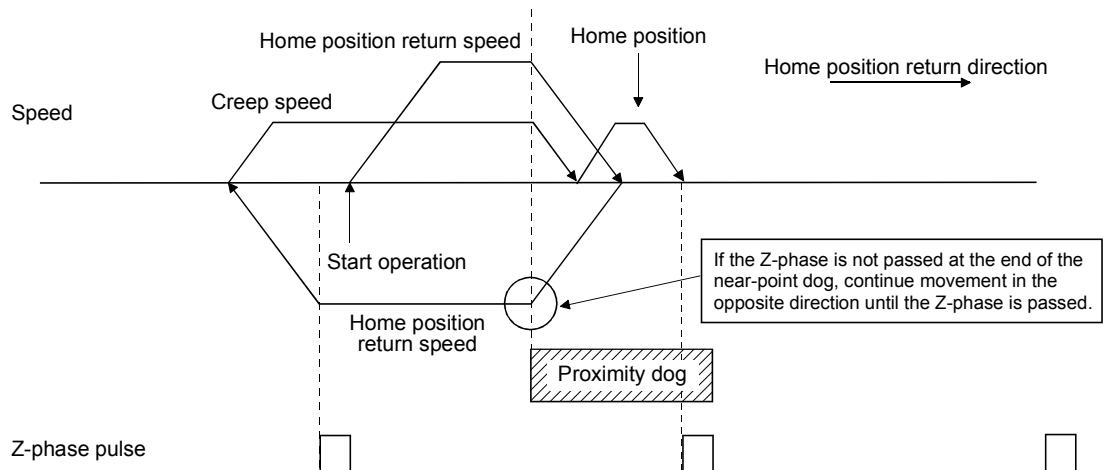 Home position return speed
Home position
Home position return direction
Creep speed
Speed
Start operation
If the Z-phase is not passed at the end of the
near-point dog, continue movement in the
opposite direction until the Z-phase is passed.
Home position
return speed
Proximity dog
Z-phase pulse